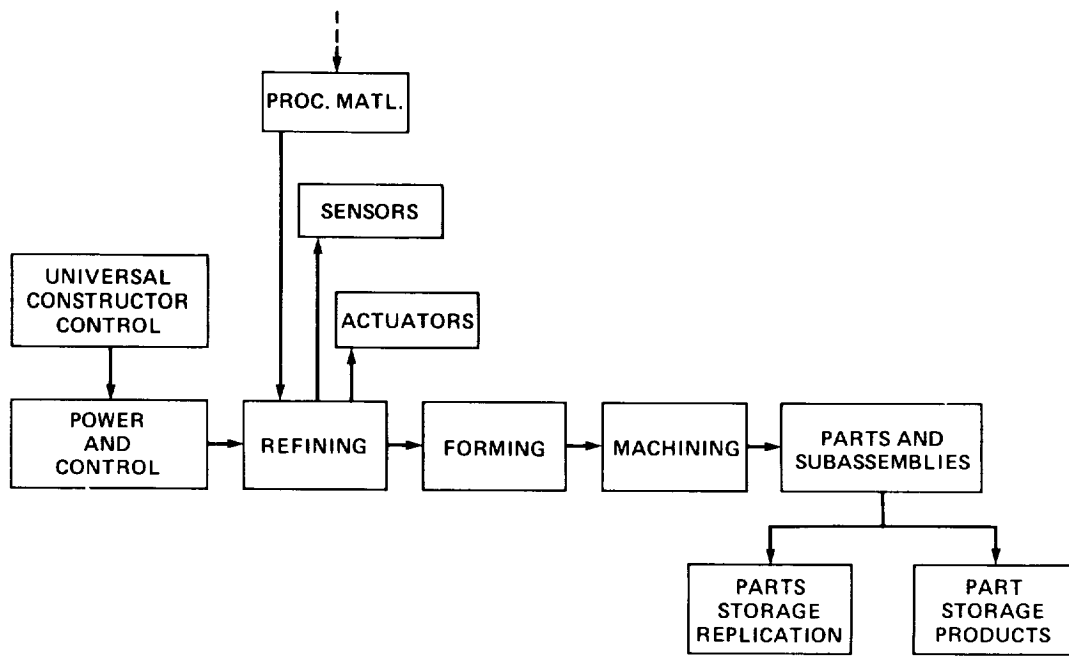 PROC. MATL.
SENSORS
UNIVERSAL
CONSTRUCTOR
CONTROL
ACTUATORS
POWER
AND
CONTROL
REFINING
FORMING
MACHINING
PARTS AND
SUBASSEMBLIES
PARTS
STORAGE
REPLICATION
PART
STORAGE
PRODUCTS